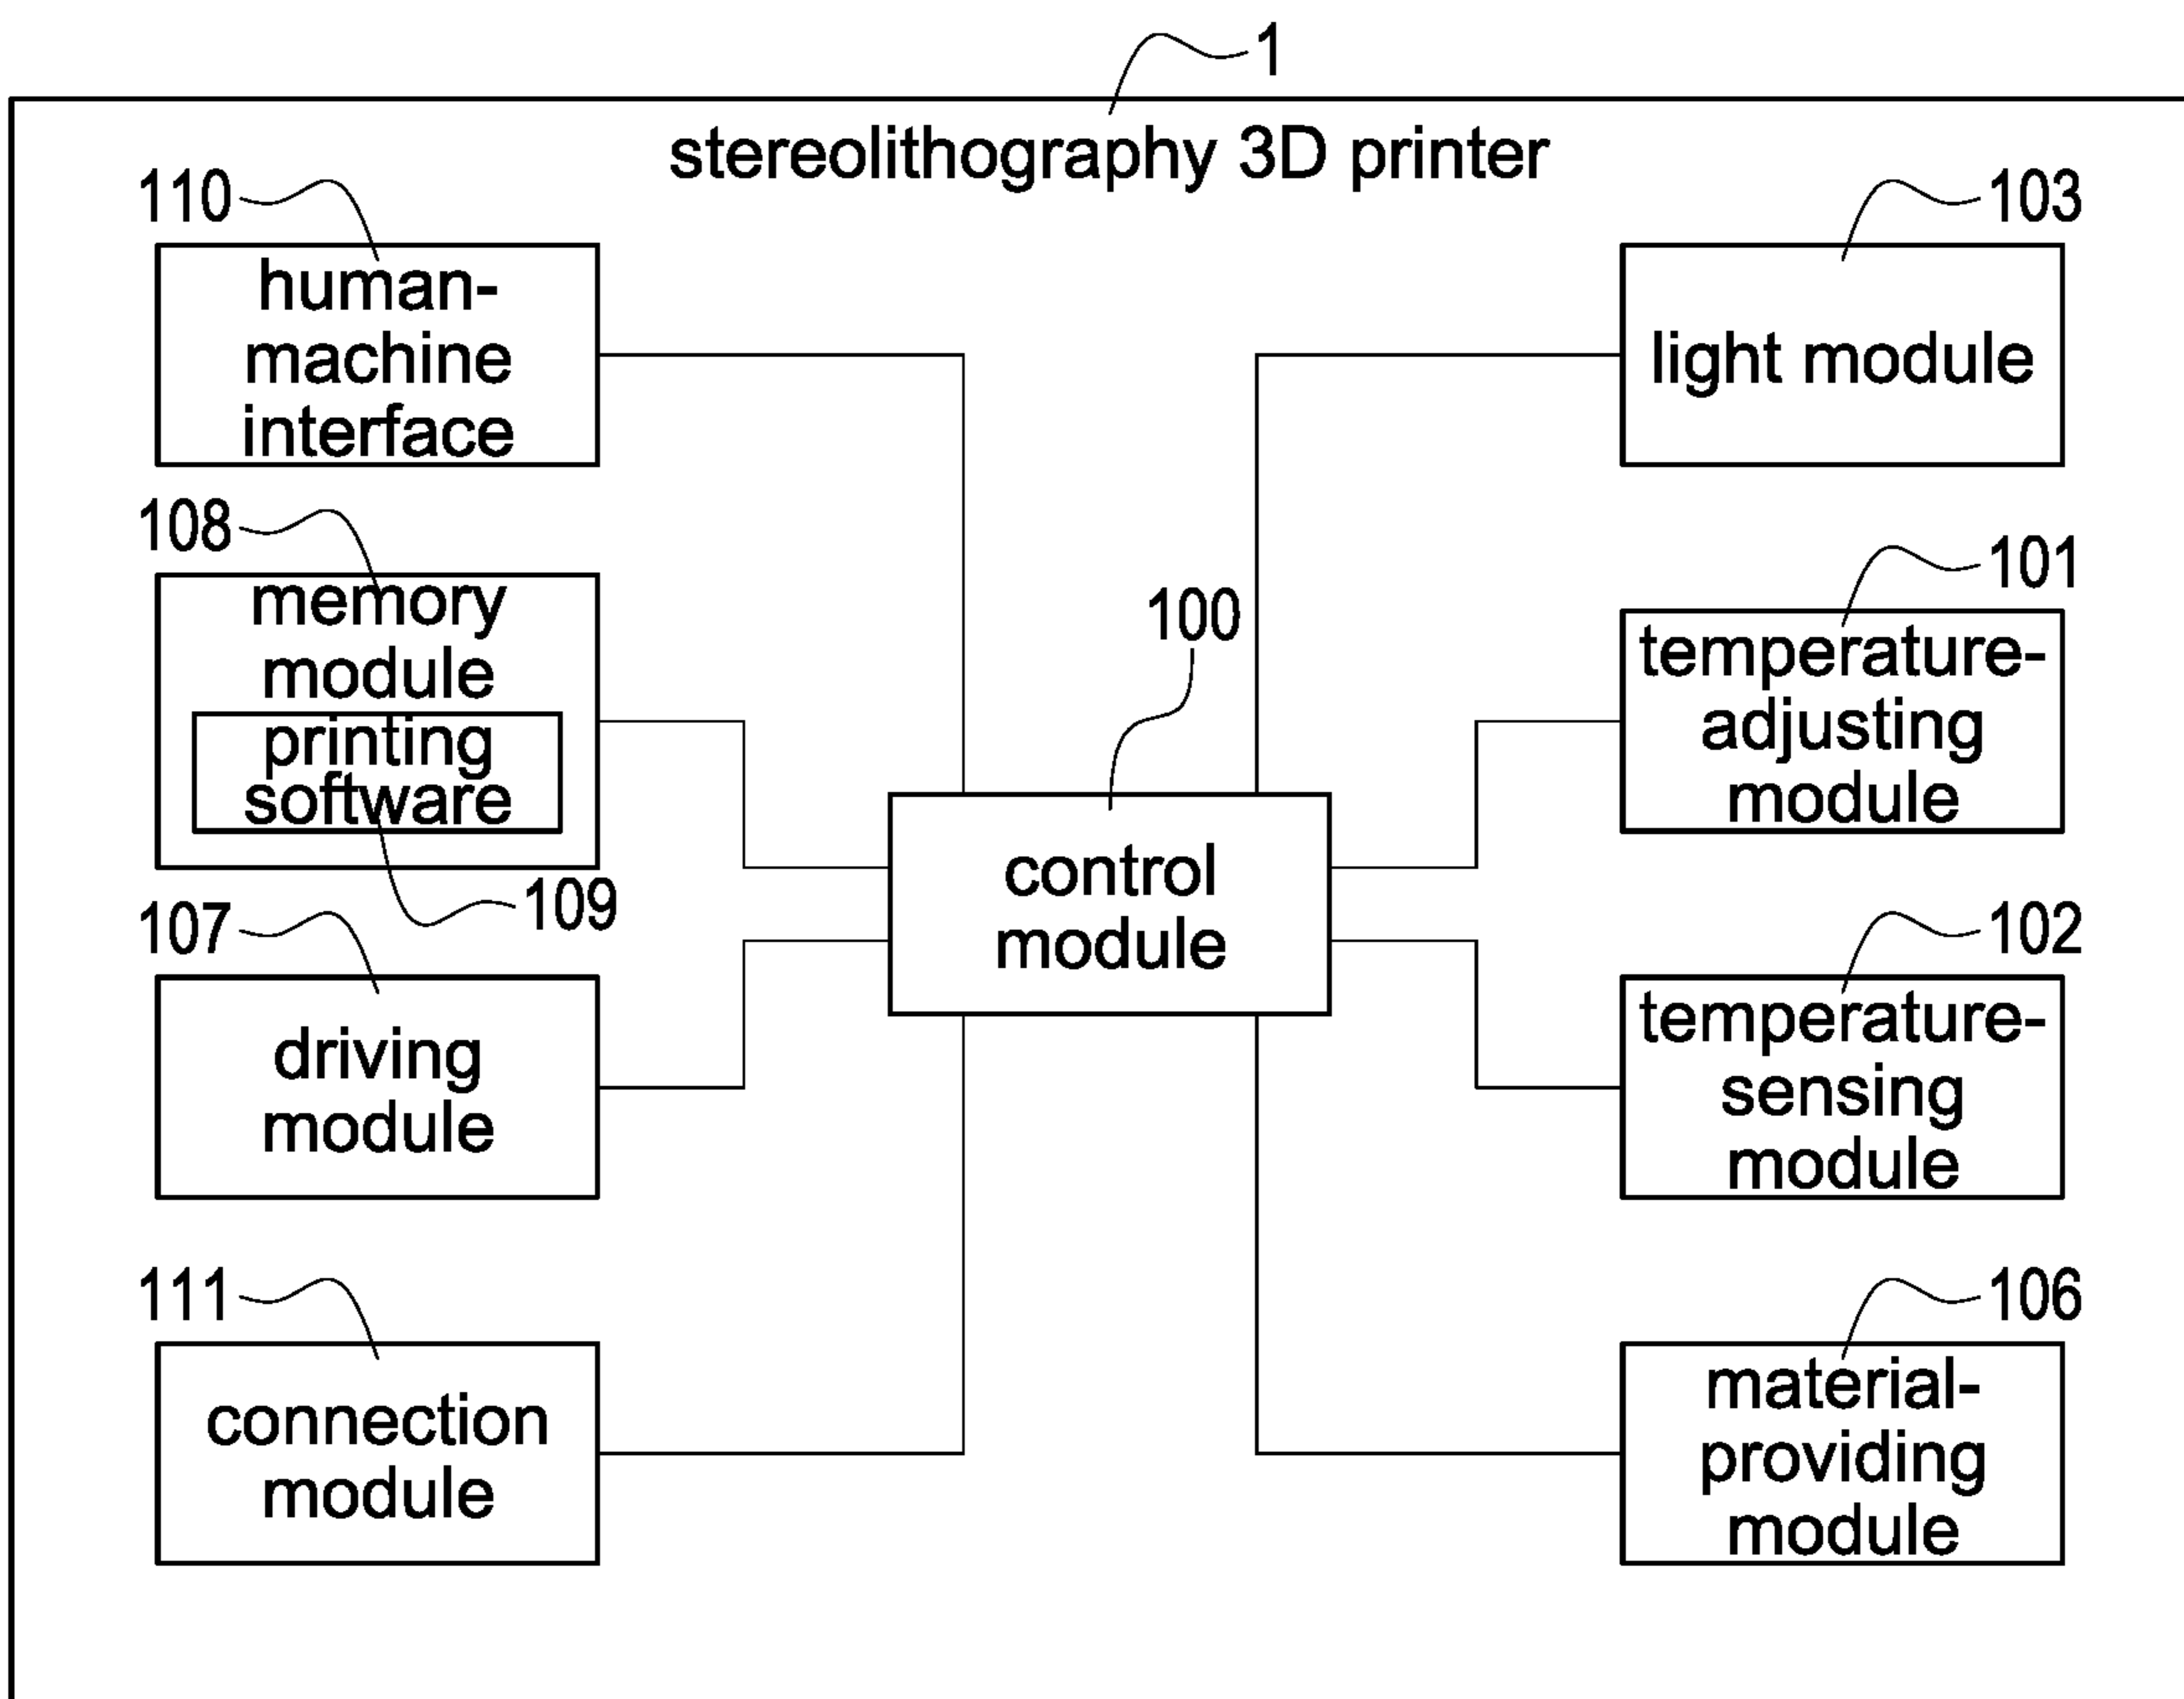 1
stereolithography 3D printer
110
human-
machine
interface
103
light module
108
memory
module
printing
software
109
100
control
module
101
temperature-
adjusting
module
107
driving
module
102
temperature-
sensing
module
111
connection
module
106
material-
providing
module